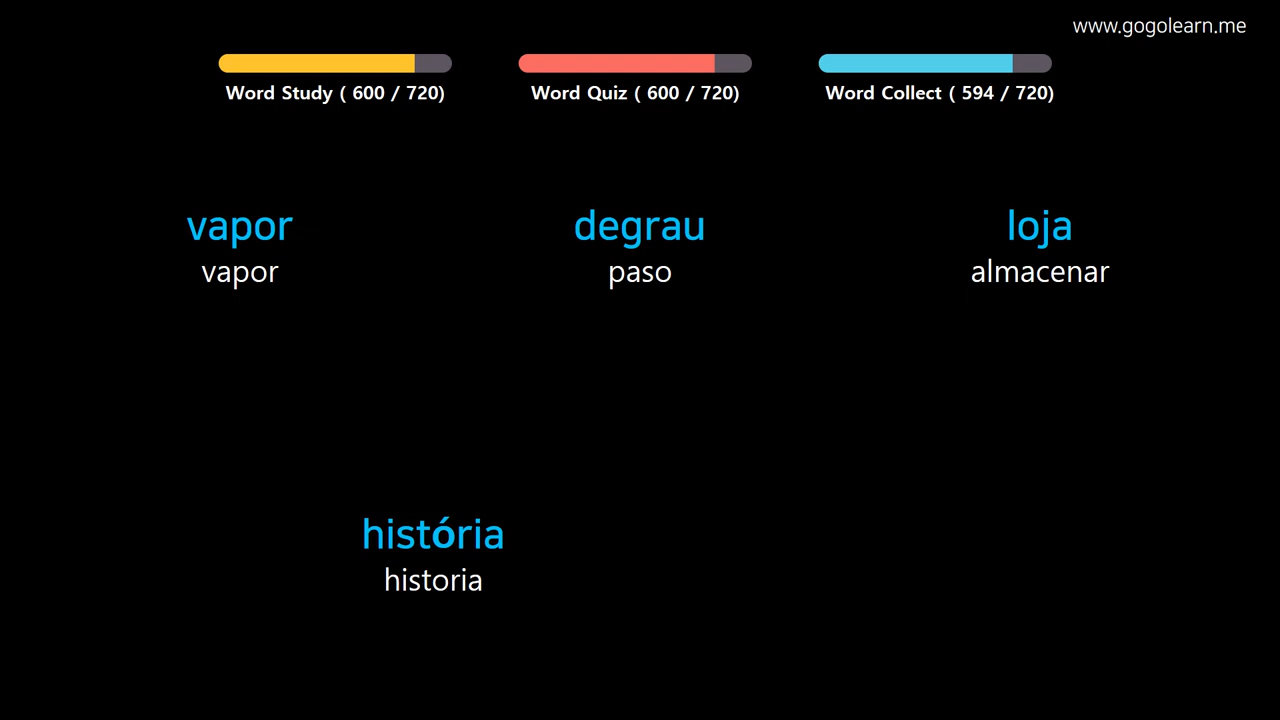 www.gogolearn.me
Word Study ( 600 / 720)
Word Quiz ( 600 / 720)
Word Collect ( 594 / 720)
vapor
vapor
degrau
paso
loja
almacenar
história
historia